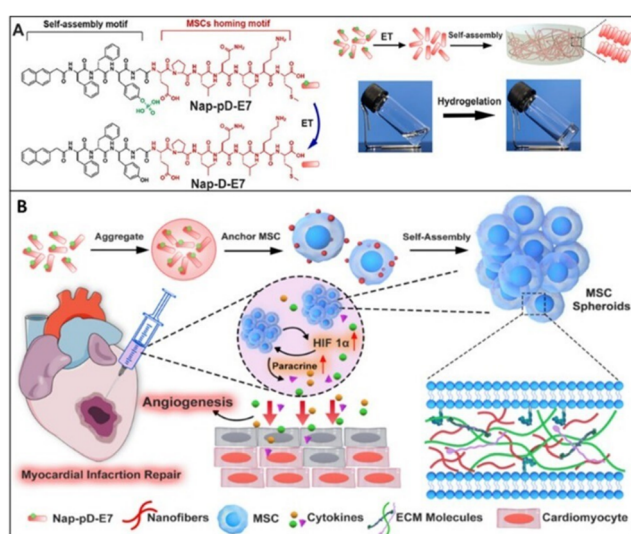 A
Self-assembly motif
MSCs homing motif
Nap-pD-E7
ET
Nap-D-E7
ET
Self-assembly
Hydrogelation
B
Aggregate
Anchor MSC
Self-Assembly
MSC
Spheroids
HIF 1α
Paracrine
Angiogenesis
Myocardial Infacrtion Repair
Nap-pD-E7
Nanofibers
MSC
Cytokines
ECM Molecules
Cardiomyocyte